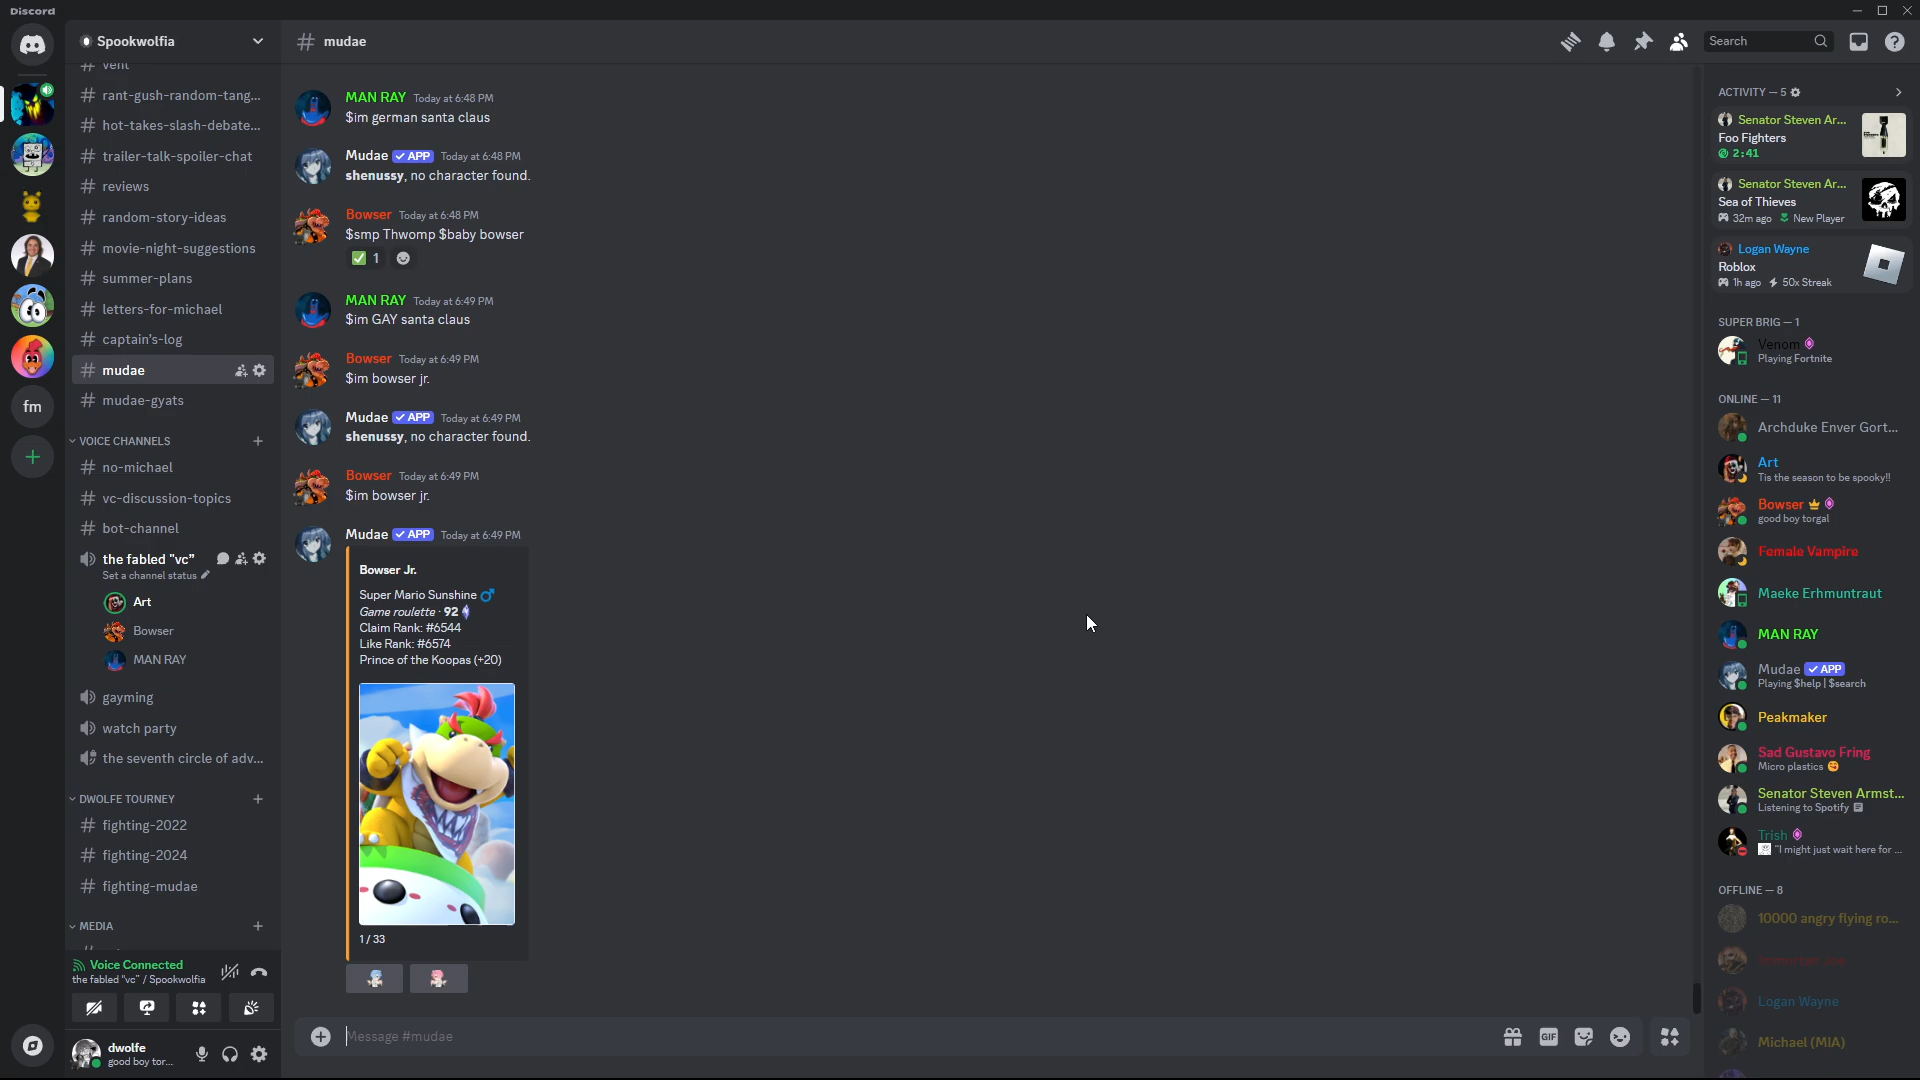 Discord
Spookwolfia
vent
rant-gush-random-tang...
hot-takes-slash-debate...
trailer-talk-spoiler-chat
reviews
random-story-ideas
movie-night-suggestions
summer-plans
letters-for-michael
captain's-log
mudae
mudae-gyats
VOICE CHANNELS
no-michael
vc-discussion-topics
bot-channel
the fabled "vc"
Set a channel status
Art
Bowser
MAN RAY
gayming
watch party
the seventh circle of adv...
DWOLFE TOURNEY
fighting-2022
fighting-2024
fighting-mudae
MEDIA
Voice Connected
the fabled "vc" / Spookwolfia
dwolfe
good boy tor...
fm
# mudae
Search
MAN RAY Today at 6:48 PM
$im german santa claus
Mudae APP Today at 6:48 PM
shenussy, no character found.
Bowser Today at 6:48 PM
$smp Thwomp $baby bowser
1
MAN RAY Today at 6:49 PM
$im GAY santa claus
Bowser Today at 6:49 PM
$im bowser jr.
Mudae APP Today at 6:49 PM
shenussy, no character found.
Bowser Today at 6:49 PM
$im bowser jr.
Mudae APP Today at 6:49 PM
Bowser Jr.
Super Mario Sunshine
Game roulette · 92
Claim Rank: #6544
Like Rank: #6574
Prince of the Koopas (+20)
1 / 33
Message #mudae
GIF
ACTIVITY — 5
Senator Steven Ar...
Foo Fighters
2:41
Senator Steven Ar...
Sea of Thieves
32m ago New Player
Logan Wayne
Roblox
1h ago 50x Streak
SUPER BRIG — 1
Venom
Playing Fortnite
ONLINE — 11
Archduke Enver Gort...
Art
Tis the season to be spooky!!
Bowser
good boy torgal
Female Vampire
Maeke Erhmuntraut
MAN RAY
Mudae APP
Playing $help | $search
Peakmaker
Sad Gustavo Fring
Micro plastics
Senator Steven Armst...
Listening to Spotify
Trish
"I might just wait here for ...
OFFLINE — 8
10000 angry flying ro...
Logan Wayne
Michael (MIA)